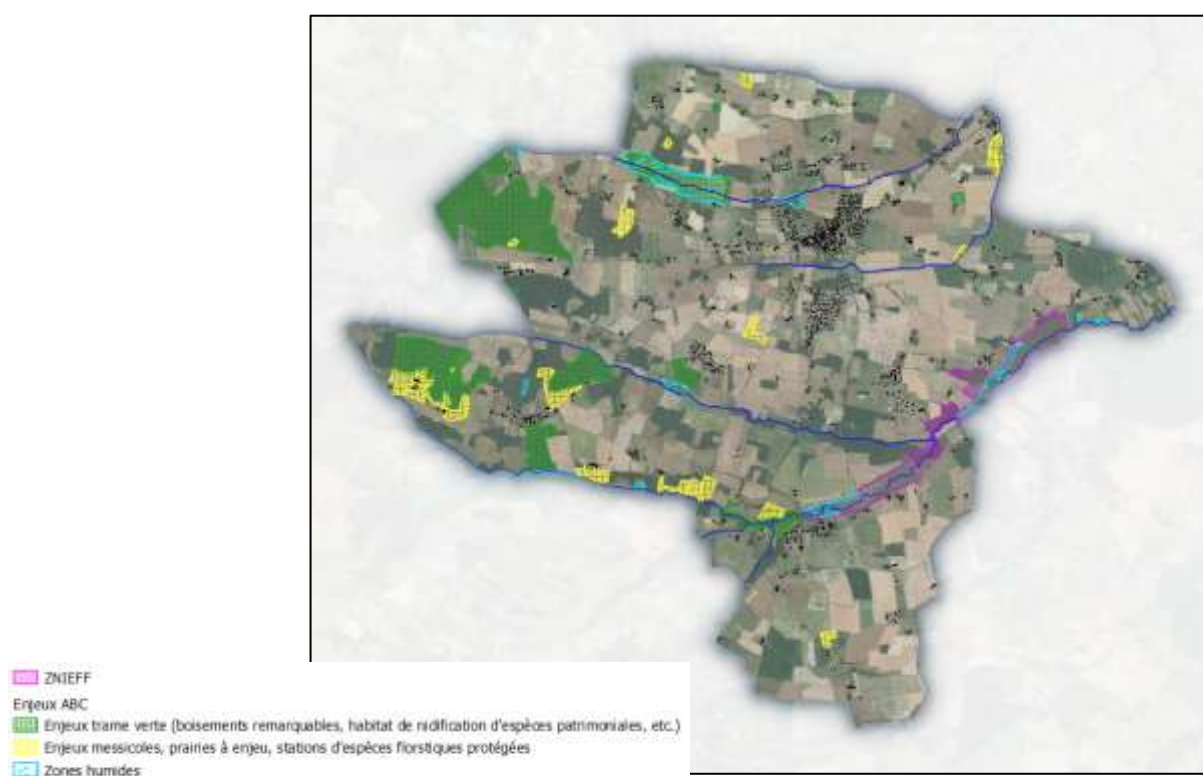 ZNIEFF
Enjeux ABC
Enjeux trame verte (boisements remarquables, habitat de nidification d'espèces patrimoniales, etc.)
Enjeux messicoles, prairies à enjeu, stations d'espèces florstiques protégées
Zones humides